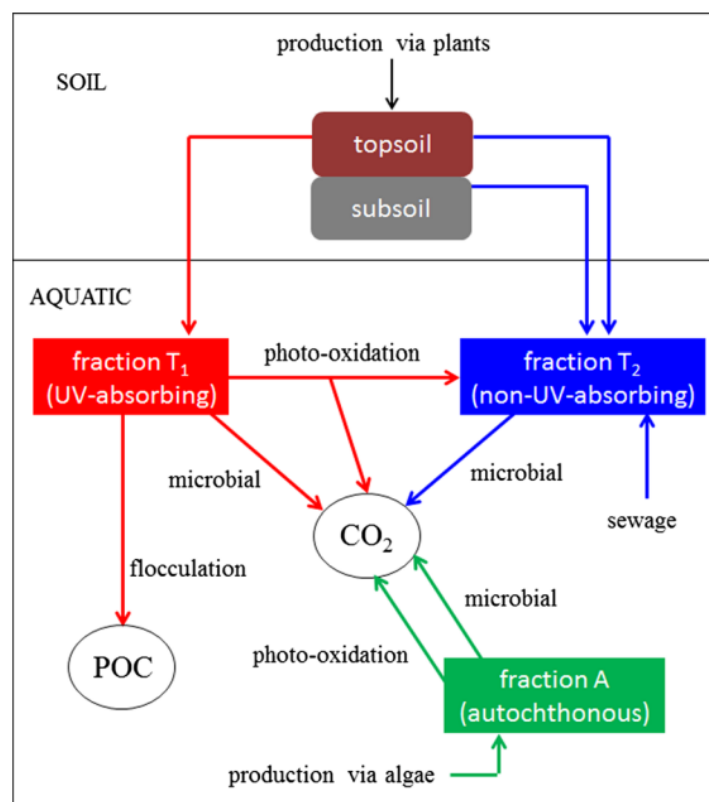 production via plants
SOIL
topsoil
subsoil
AQUATIC
fraction T₁
(UV-absorbing)
photo-oxidation
fraction T₂
(non-UV-absorbing)
microbial
microbial
sewage
CO₂
flocculation
microbial
POC
photo-oxidation
fraction A
(autochthonous)
production via algae